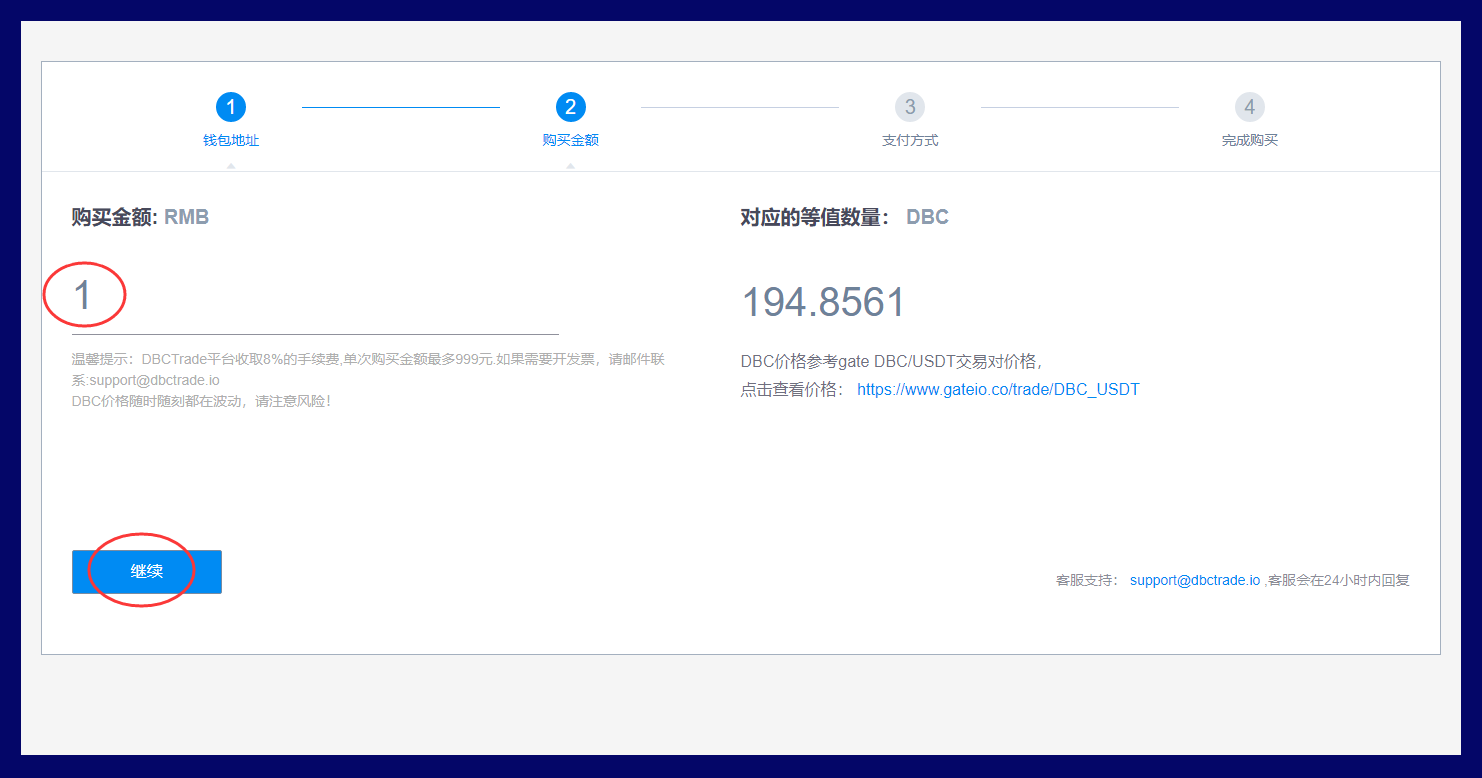 1
2
3
4
钱包地址
购买金额
支付方式
完成购买
购买金额: RMB
对应的等值数量： DBC
1
194.8561
温馨提示：DBCTrade平台收取8%的手续费,单次购买金额最多999元.如果需要开发票，请邮件联
系:support@dbctrade.io
DBC价格随时随刻都在波动，请注意风险！
DBC价格参考gate DBC/USDT交易对价格，
点击查看价格： https://www.gateio.co/trade/DBC_USDT
继续
客服支持： support@dbctrade.io ,客服会在24小时内回复